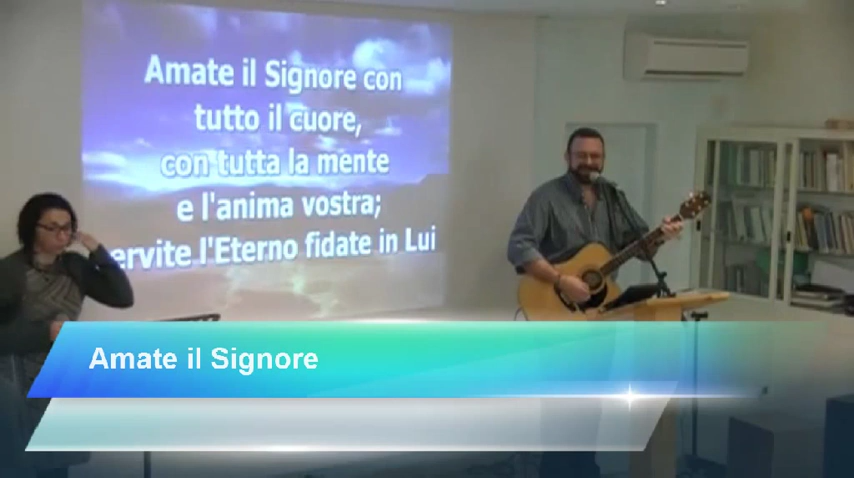 Amate il Signore con
tutto il cuore,
con tutta la mente
e l'anima vostra;
ervite l'Eterno fidate in Lui
Amate il Signore